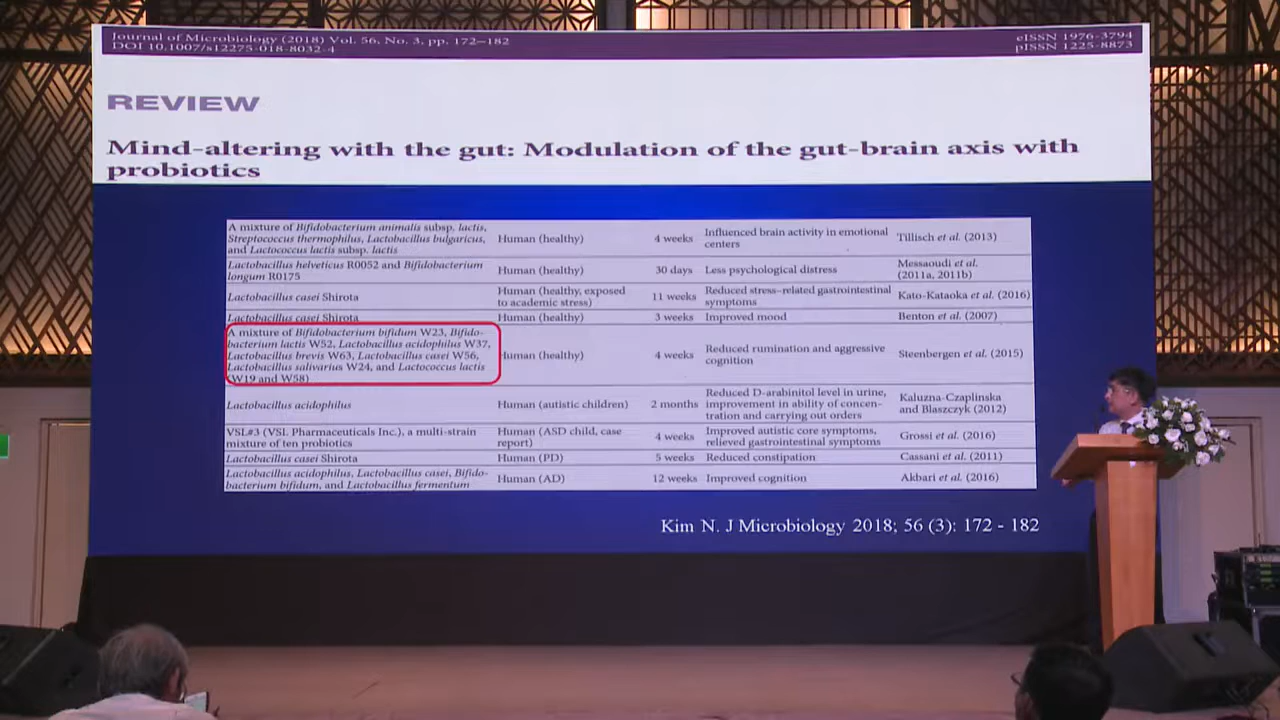 Journal of Microbiology (2018) Vol. 56, No. 3, pp. 172–182
DOI 10.1007/s12275-018-8032-4
eISSN 1976-3794
pISSN 1225-8873
REVIEW
Mind-altering with the gut: Modulation of the gut-brain axis with
probiotics
A mixture of Bifidobacterium animalis subsp. lactis,
Streptococcus thermophilus, Lactobacillus bulgaricus,
and Lactococcus lactis subsp. lactis
Human (healthy)
4 weeks
Influenced brain activity in emotional
centers
Tillisch et al. (2013)
Lactobacillus helveticus R0052 and Bifidobacterium
longum R0175
Human (healthy)
30 days
Less psychological distress
Messaoudi et al.
(2011a, 2011b)
Lactobacillus casei Shirota
Human (healthy, exposed
to academic stress)
11 weeks
Reduced stress-related gastrointestinal
symptoms
Kato-Kataoka et al. (2016)
Lactobacillus casei Shirota
Human (healthy)
3 weeks
Improved mood
Benton et al. (2007)
A mixture of Bifidobacterium bifidum W23, Bifido-
bacterium lactis W52, Lactobacillus acidophilus W37,
Lactobacillus brevis W63, Lactobacillus casei W56,
Lactobacillus salivarius W24, and Lactococcus lactis
(W19 and W58)
Human (healthy)
4 weeks
Reduced rumination and aggressive
cognition
Steenbergen et al. (2015)
Lactobacillus acidophilus
Human (autistic children)
2 months
Reduced D-arabinitol level in urine,
improvement in ability of concen-
tration and carrying out orders
Kaluzna-Czaplinska
and Blaszczyk (2012)
VSL#3 (VSL Pharmaceuticals Inc.), a multi-strain
mixture of ten probiotics
Human (ASD child, case
report)
4 weeks
Improved autistic core symptoms,
relieved gastrointestinal symptoms
Grossi et al. (2016)
Lactobacillus casei Shirota
Human (PD)
5 weeks
Reduced constipation
Cassani et al. (2011)
Lactobacillus acidophilus, Lactobacillus casei, Bifido-
bacterium bifidum, and Lactobacillus fermentum
Human (AD)
12 weeks
Improved cognition
Akbari et al. (2016)
Kim N. J Microbiology 2018; 56 (3): 172 - 182